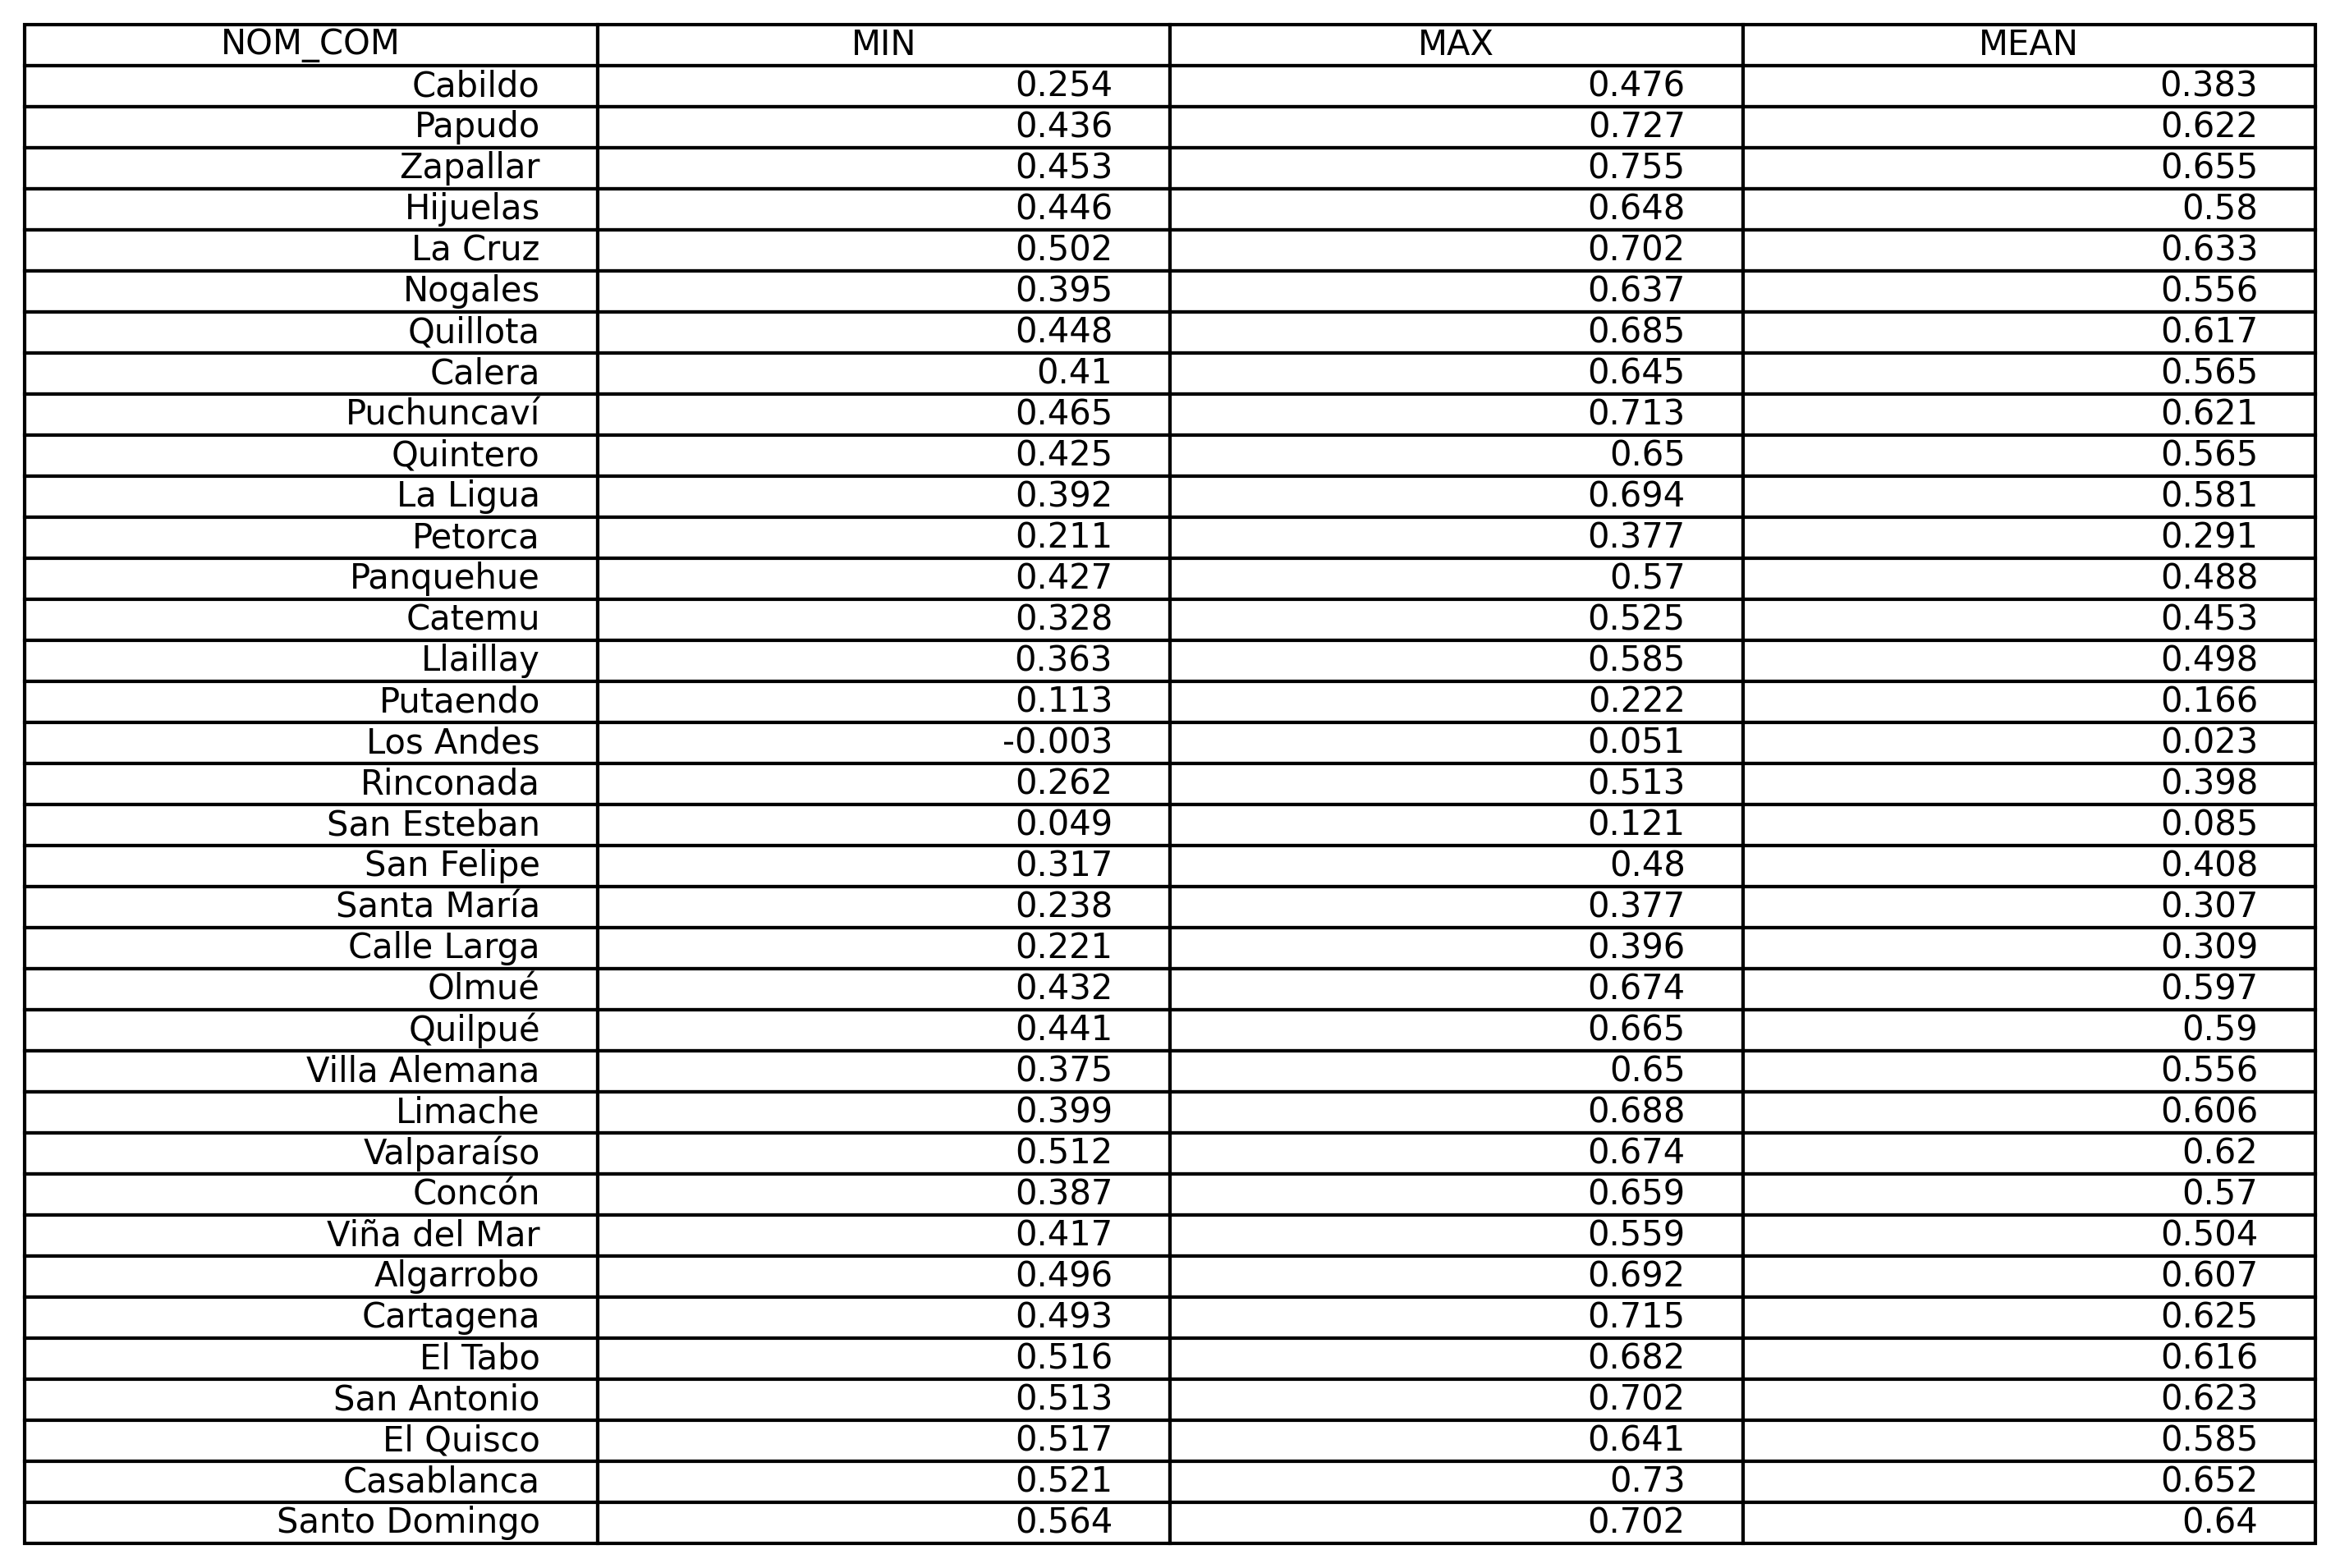 NOM_COM MIN MAX MEAN
Cabildo 0.254 0.476 0.383
Papudo 0.436 0.727 0.622
Zapallar 0.453 0.755 0.655
Hijuelas 0.446 0.648 0.58
La Cruz 0.502 0.702 0.633
Nogales 0.395 0.637 0.556
Quillota 0.448 0.685 0.617
Calera 0.41 0.645 0.565
Puchuncaví 0.465 0.713 0.621
Quintero 0.425 0.65 0.565
La Ligua 0.392 0.694 0.581
Petorca 0.211 0.377 0.291
Panquehue 0.427 0.57 0.488
Catemu 0.328 0.525 0.453
Llaillay 0.363 0.585 0.498
Putaendo 0.113 0.222 0.166
Los Andes -0.003 0.051 0.023
Rinconada 0.262 0.513 0.398
San Esteban 0.049 0.121 0.085
San Felipe 0.317 0.48 0.408
Santa María 0.238 0.377 0.307
Calle Larga 0.221 0.396 0.309
Olmué 0.432 0.674 0.597
Quilpué 0.441 0.665 0.59
Villa Alemana 0.375 0.65 0.556
Limache 0.399 0.688 0.606
Valparaíso 0.512 0.674 0.62
Concón 0.387 0.659 0.57
Viña del Mar 0.417 0.559 0.504
Algarrobo 0.496 0.692 0.607
Cartagena 0.493 0.715 0.625
El Tabo 0.516 0.682 0.616
San Antonio 0.513 0.702 0.623
El Quisco 0.517 0.641 0.585
Casablanca 0.521 0.73 0.652
Santo Domingo 0.564 0.702 0.64